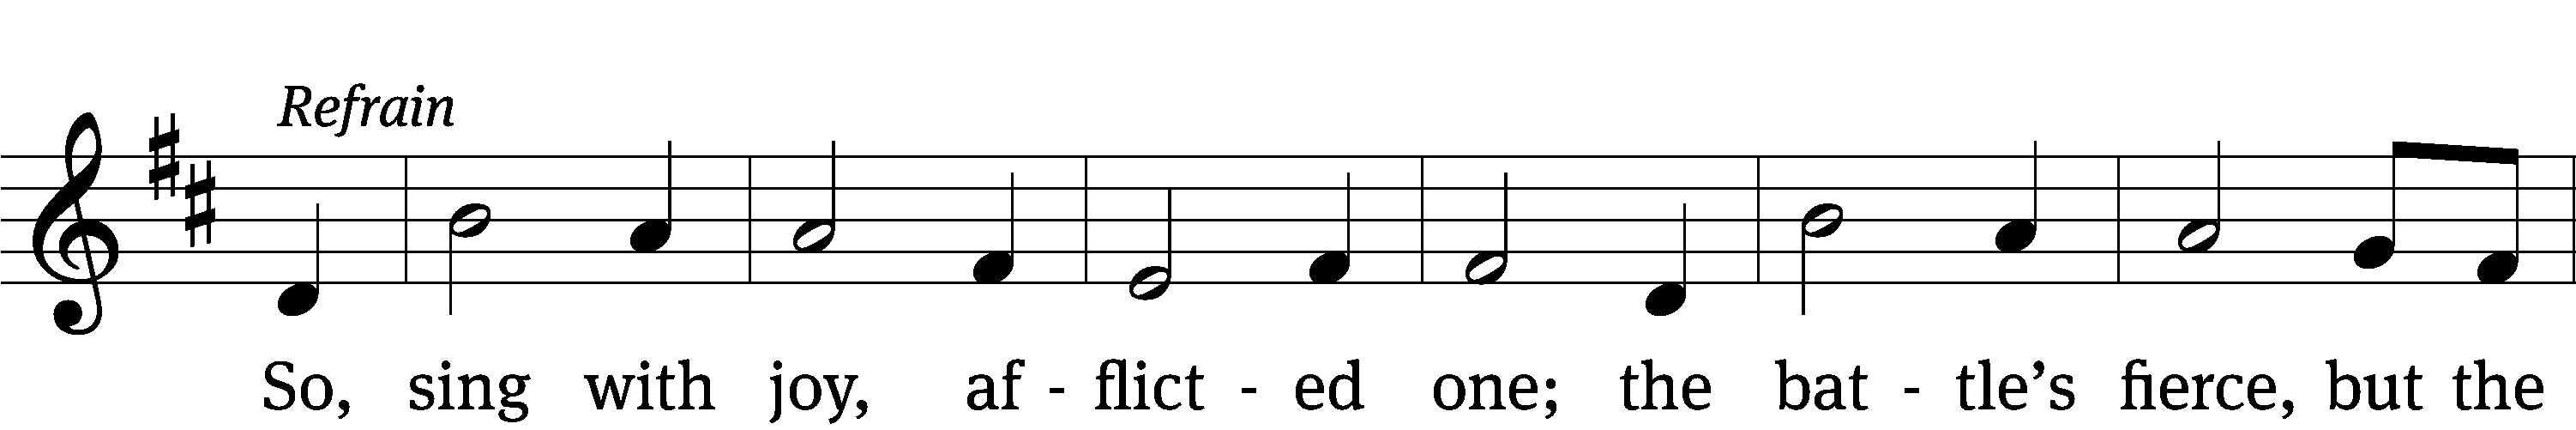 Refrain
So, sing with joy, af - flict - ed one; the bat - tle’s fierce, but the